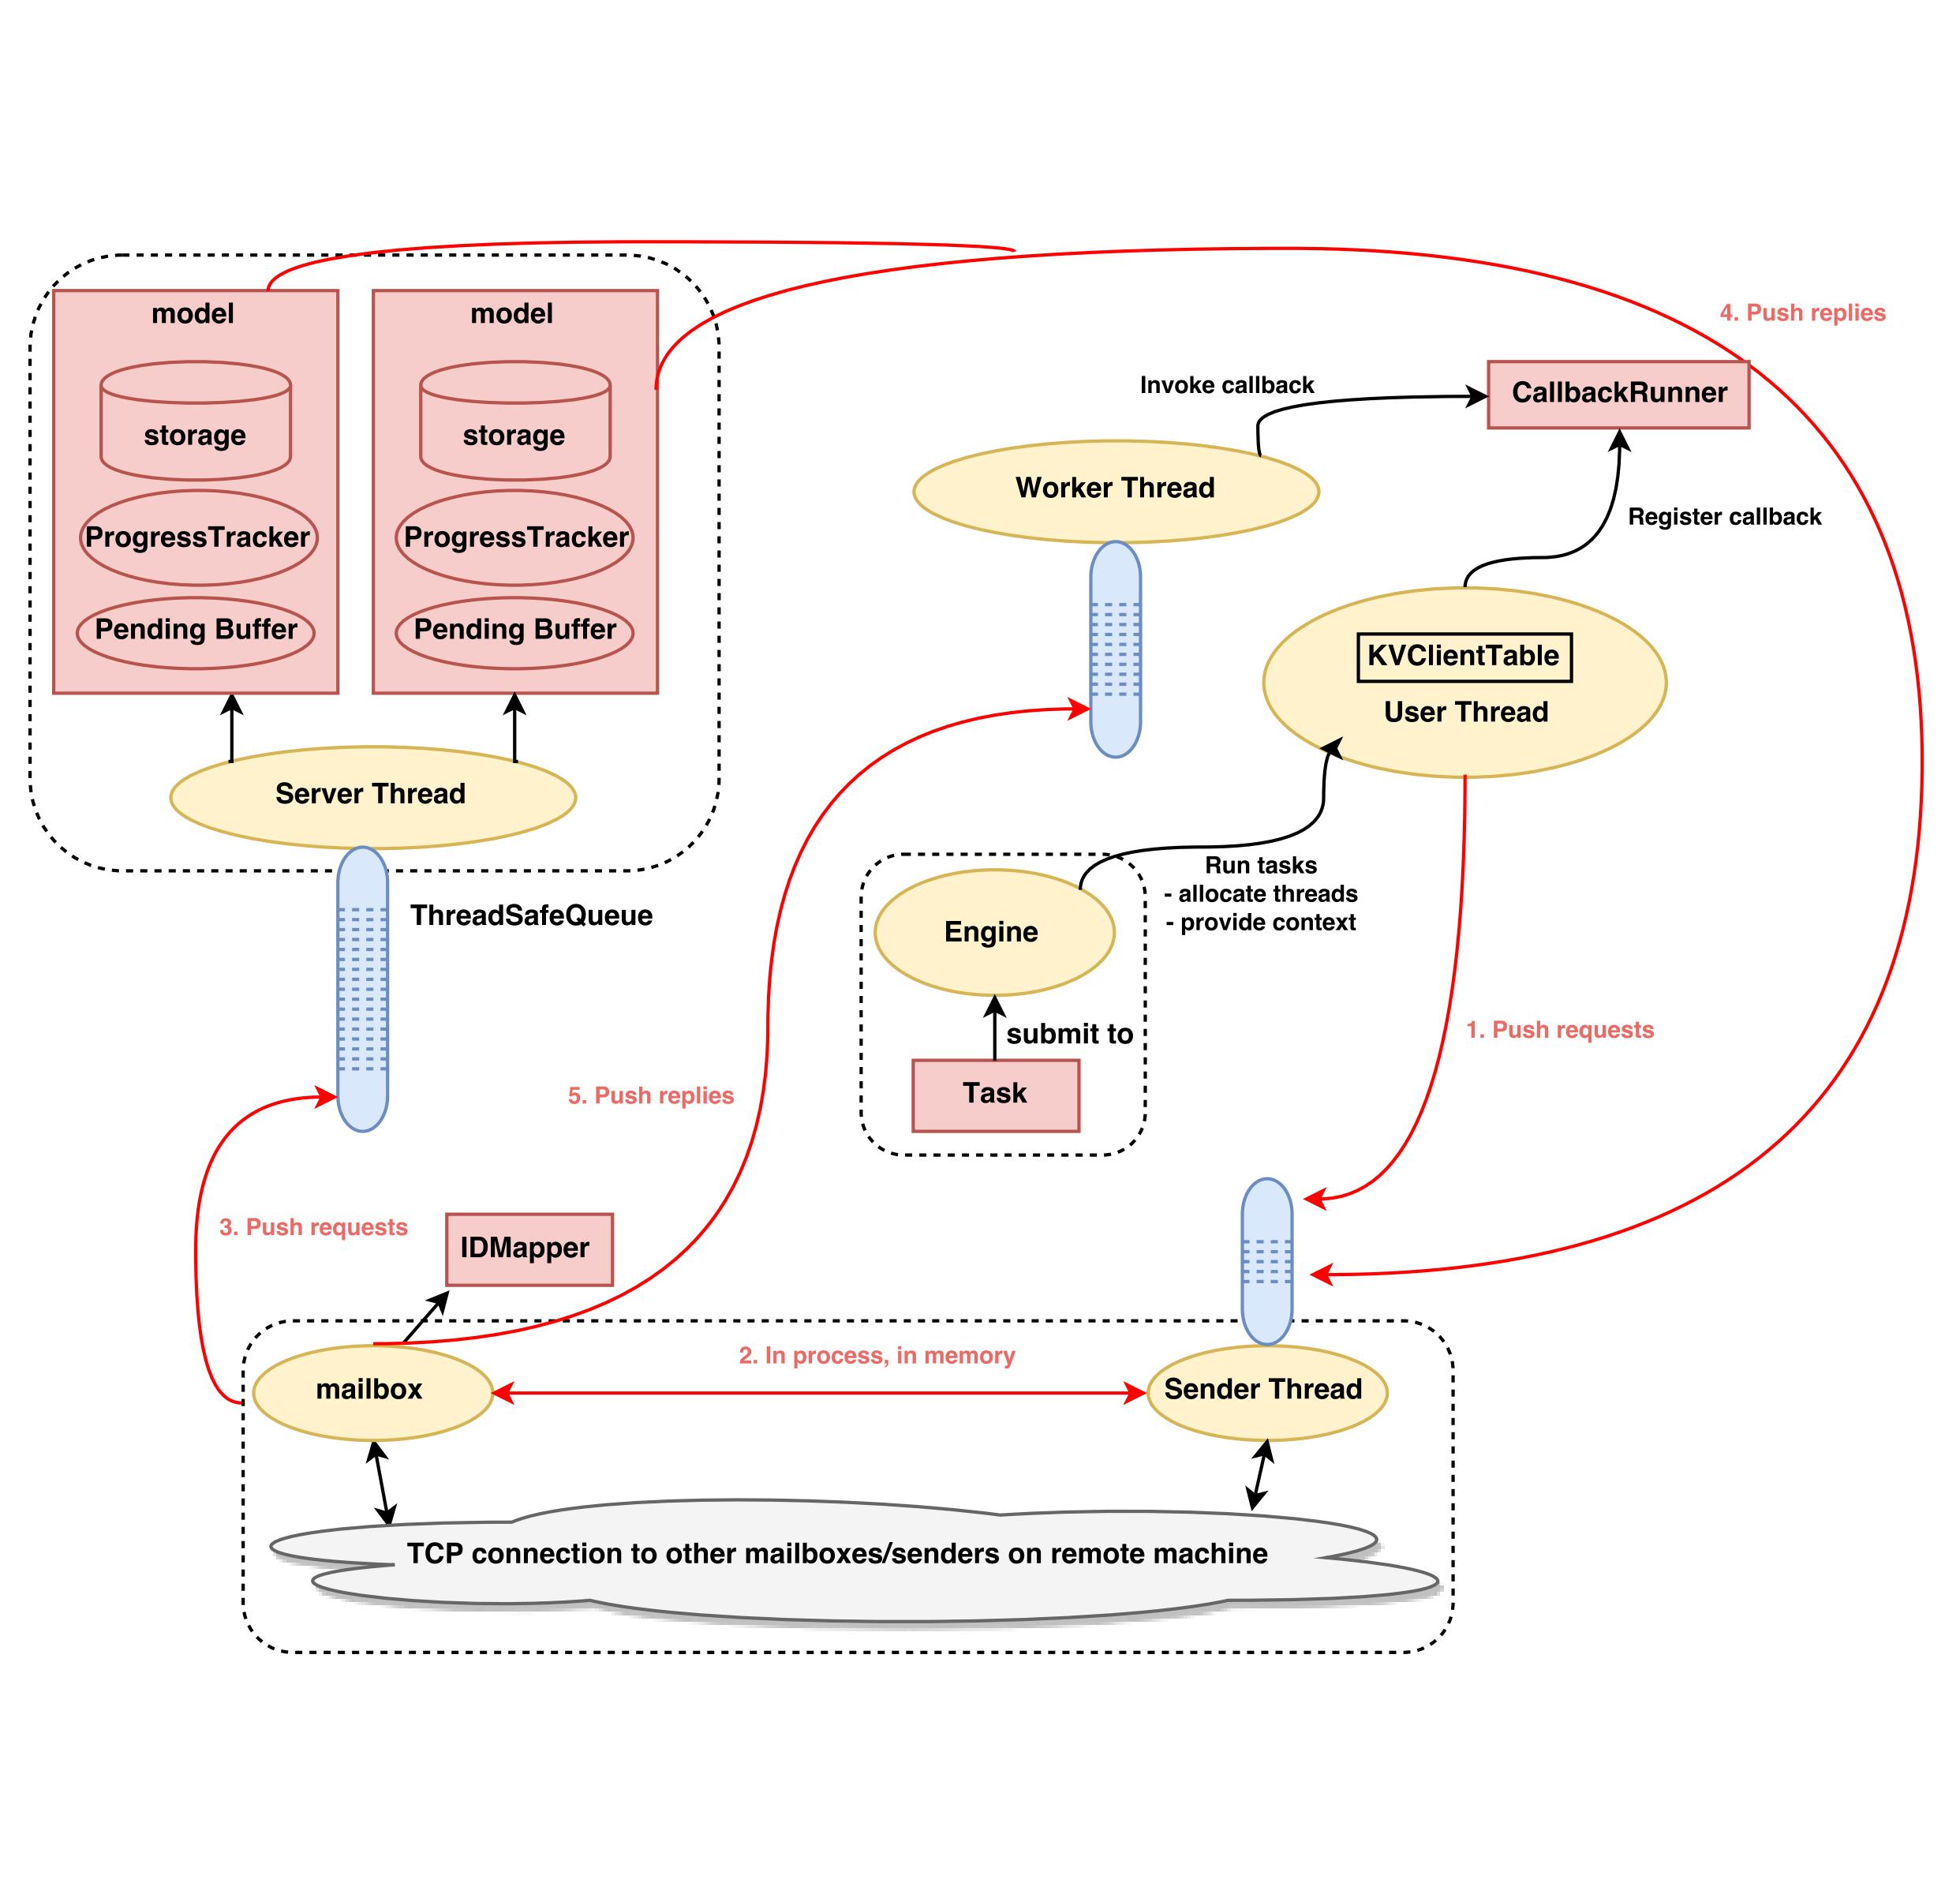 model
storage
ProgressTracker
Pending Buffer
model
storage
ProgressTracker
Pending Buffer
Server Thread
ThreadSafeQueue
4. Push replies
Invoke callback
CallbackRunner
Worker Thread
Register callback
KVClientTable
User Thread
Run tasks
- allocate threads
- provide context
Engine
submit to
Task
1. Push requests
5. Push replies
3. Push requests
IDMapper
2. In process, in memory
mailbox
Sender Thread
TCP connection to other mailboxes/senders on remote machine